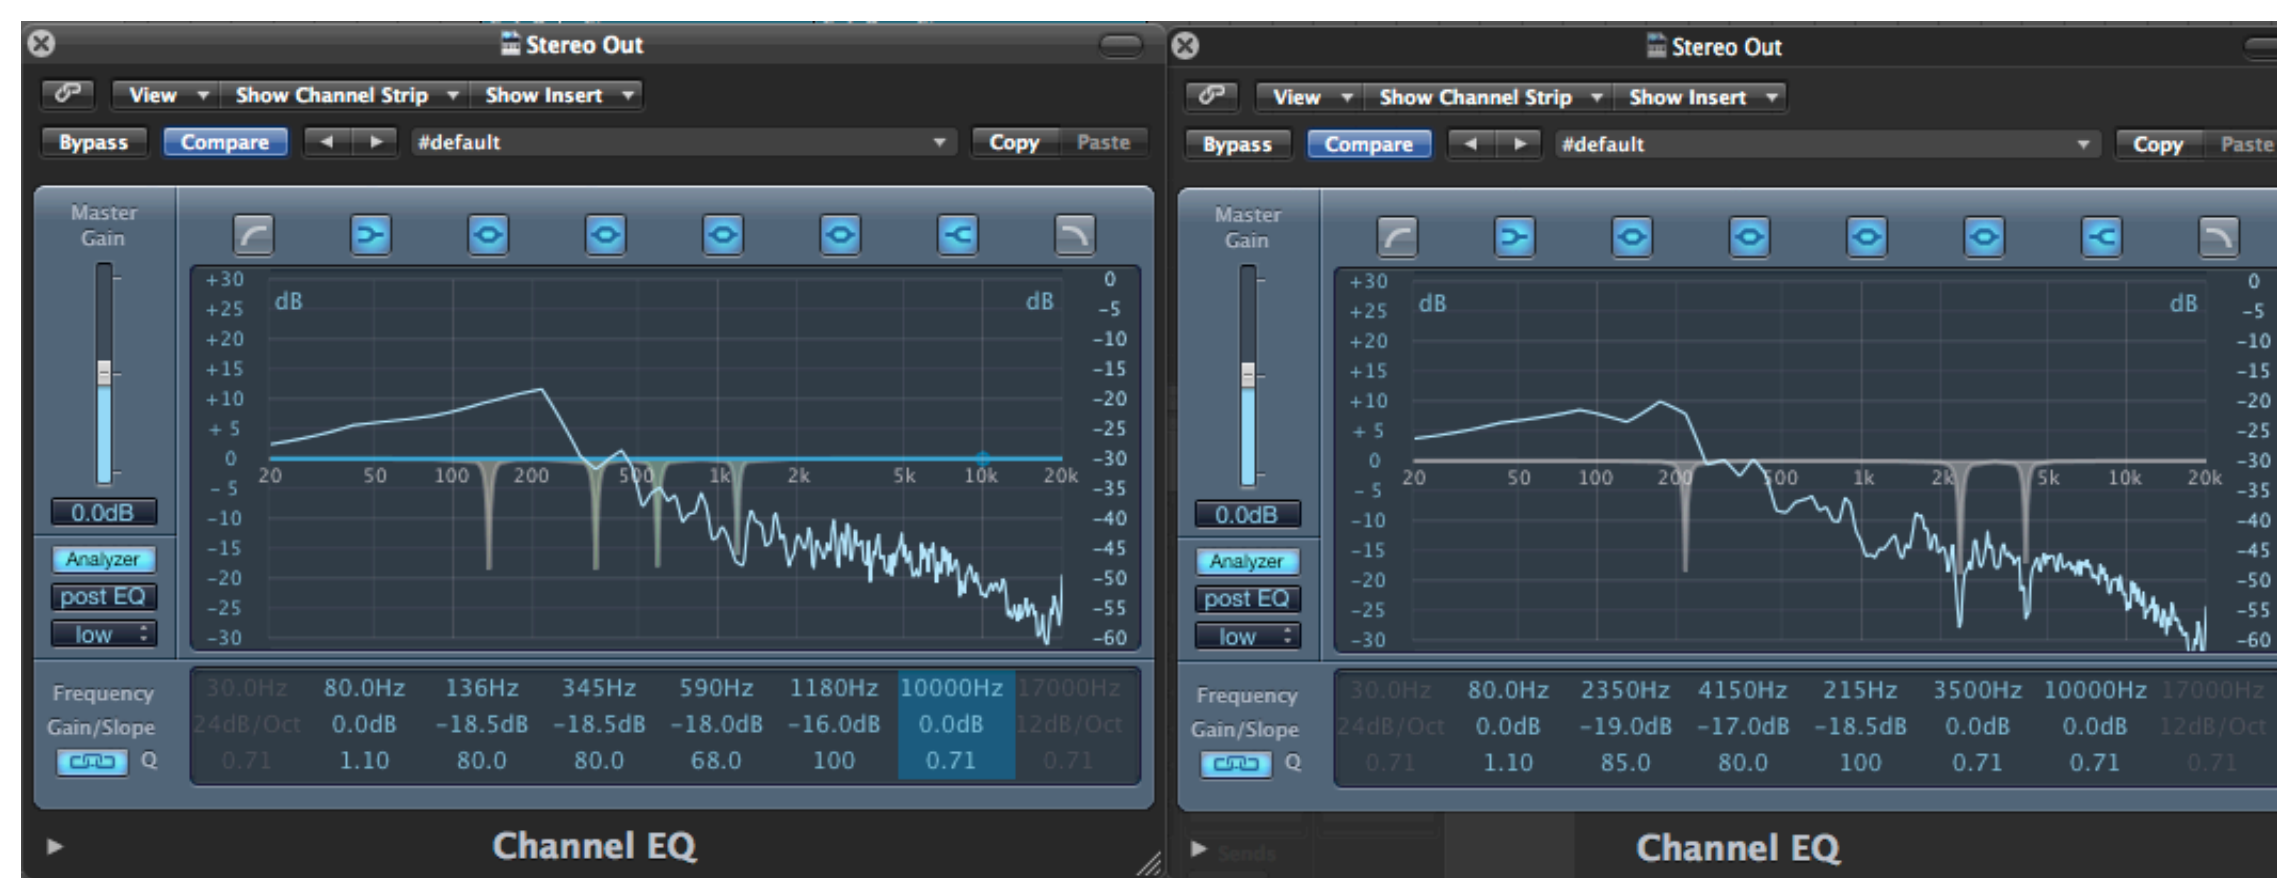 Stereo Out
View Show Channel Strip Show Insert
Bypass Compare #default Copy Paste
Master
Gain
+30 0
dB dB
+25 -5
+20 -10
+15 -15
+10 -20
+ 5 -25
0 -30
20 50 100 200 500 1k 2k 5k 10k 20k
- 5 -35
0.0dB
-10 -40
-15 -45
Analyzer
-20 -50
post EQ
-25 -55
low
-30 -60
Frequency 30.0Hz 80.0Hz 136Hz 345Hz 590Hz 1180Hz 10000Hz 17000Hz
Gain/Slope 24dB/Oct 0.0dB -18.5dB -18.5dB -18.0dB -16.0dB 0.0dB 12dB/Oct
Q 0.71 1.10 80.0 80.0 68.0 100 0.71 0.71
Channel EQ
Stereo Out
View Show Channel Strip Show Insert
Bypass Compare #default Copy Paste
Master
Gain
+30 0
dB dB
+25 -5
+20 -10
+15 -15
+10 -20
+ 5 -25
0 -30
20 50 100 200 500 1k 2k 5k 10k 20k
- 5 -35
0.0dB
-10 -40
-15 -45
Analyzer
-20 -50
post EQ
-25 -55
low
-30 -60
Frequency 30.0Hz 80.0Hz 2350Hz 4150Hz 215Hz 3500Hz 10000Hz 17000Hz
Gain/Slope 24dB/Oct 0.0dB -19.0dB -17.0dB -18.5dB 0.0dB 0.0dB 12dB/Oct
Q 0.71 1.10 85.0 80.0 100 0.71 0.71 0.71
Sends
Channel EQ